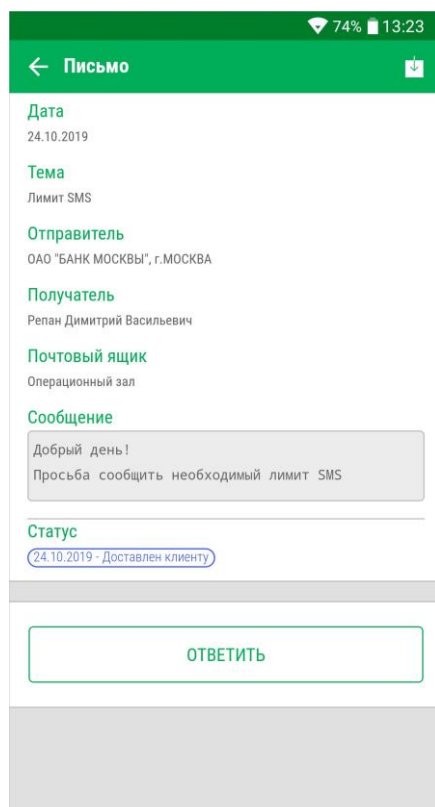 74% 13:23
Письмо
Дата
24.10.2019
Тема
Лимит SMS
Отправитель
ОАО "БАНК МОСКВЫ", г.МОСКВА
Получатель
Репан Димитрий Васильевич
Почтовый ящик
Операционный зал
Сообщение
Добрый день!
Просьба сообщить необходимый лимит SMS
Статус
24.10.2019 - Доставлен клиенту
ОТВЕТИТЬ